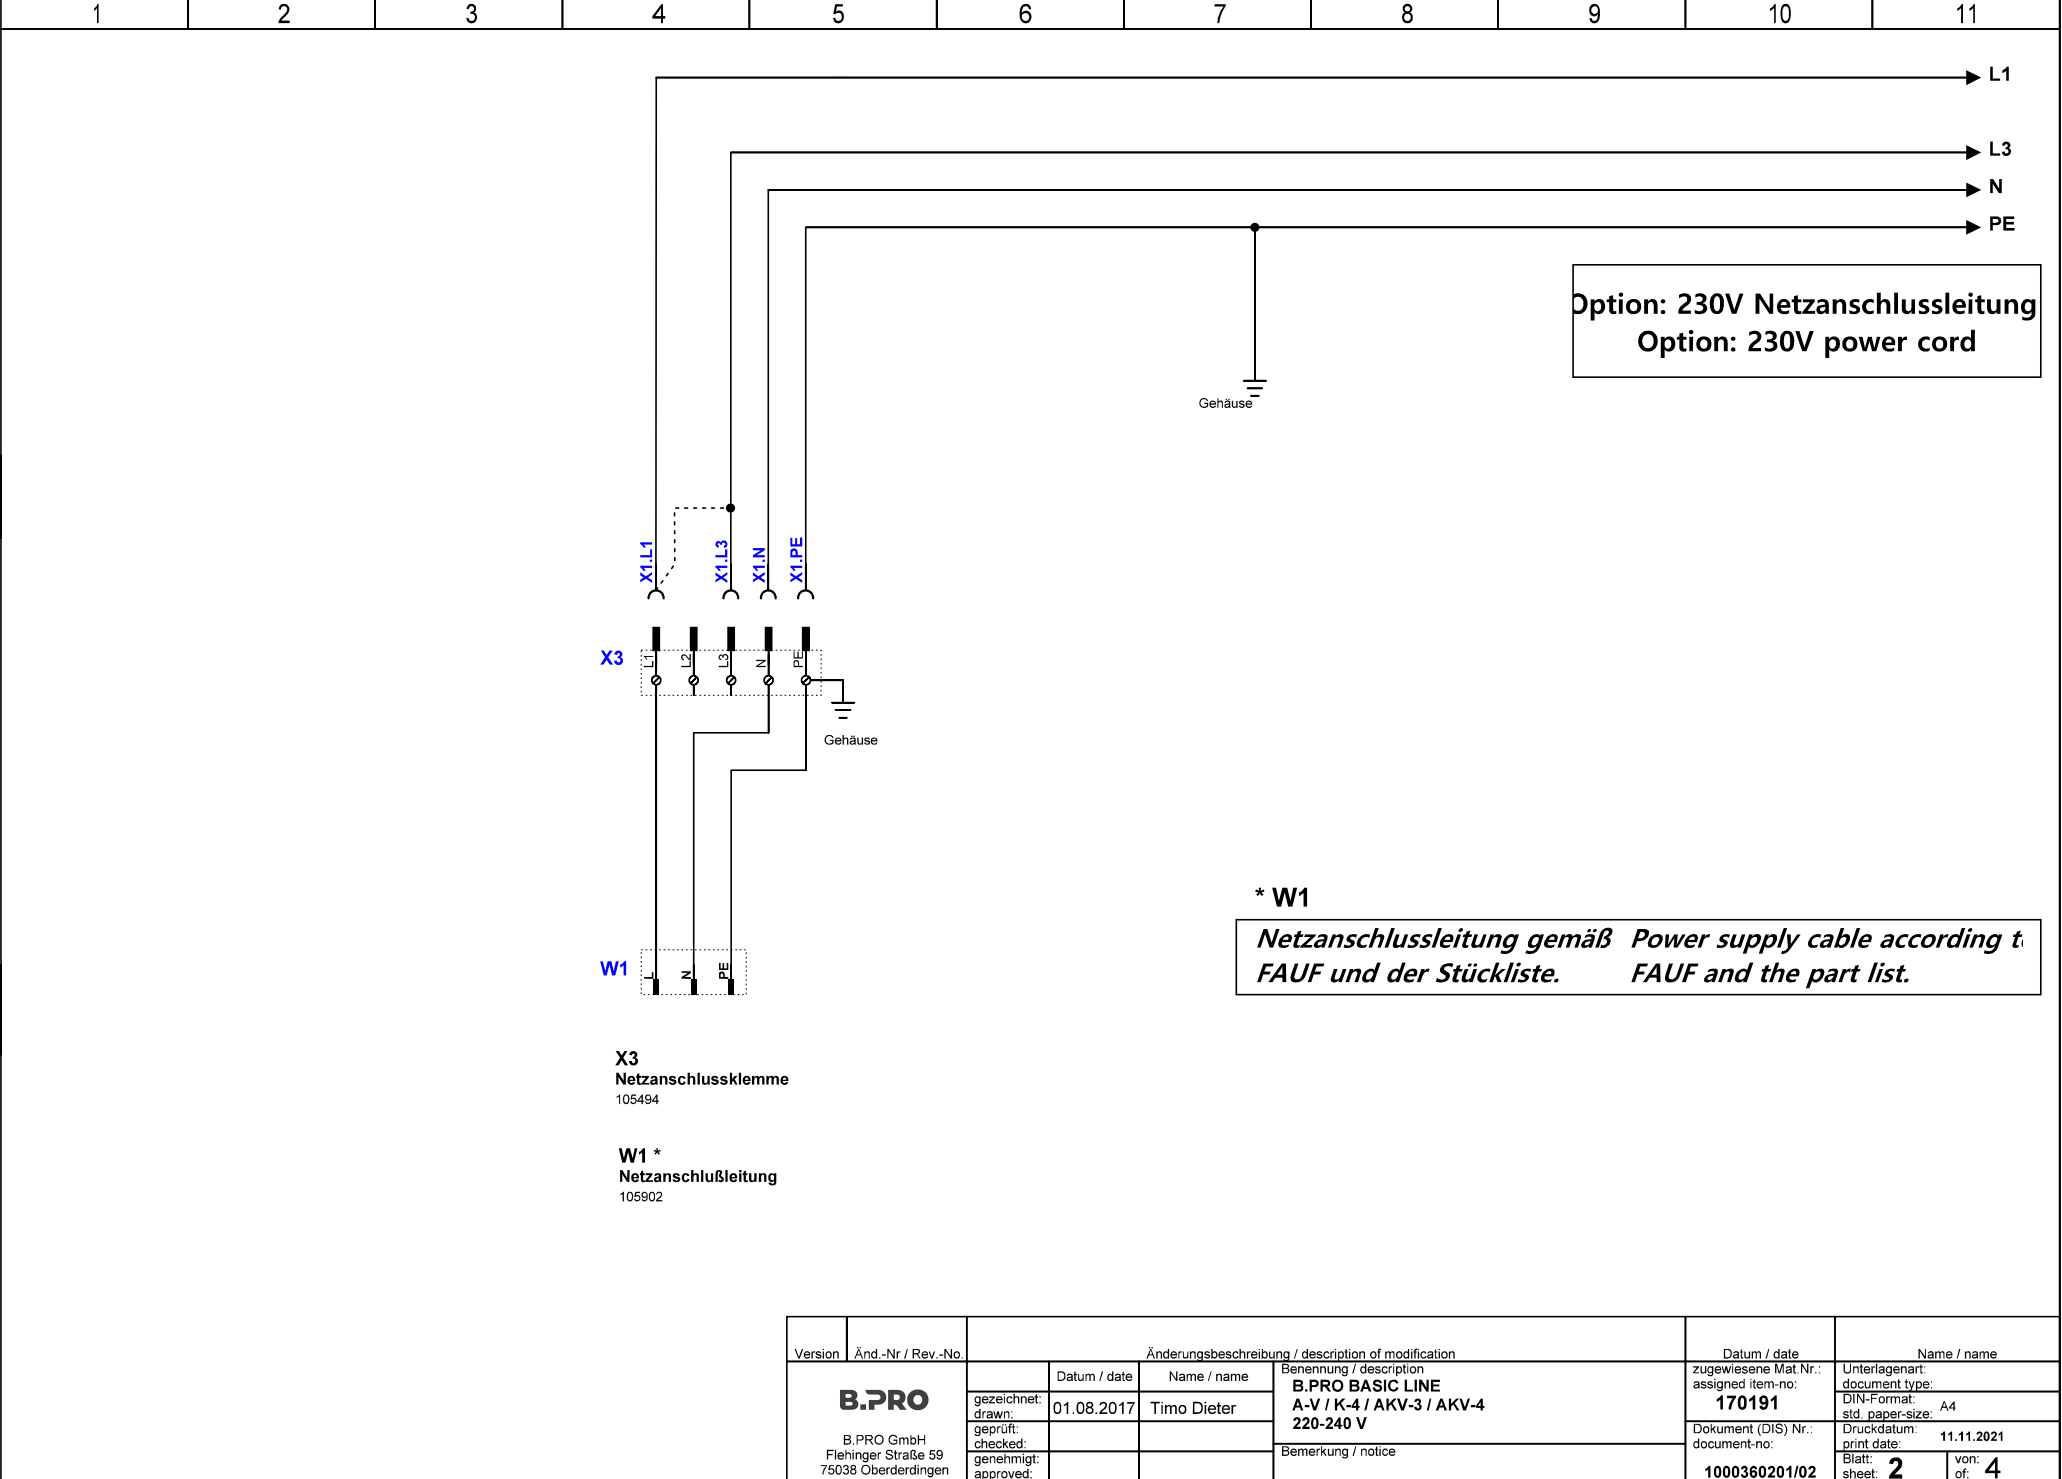 1 2 3 4 5 6 7 8 9 10 11
L1
L3
N
PE
Option: 230V Netzanschlussleitung
Option: 230V power cord
Gehäuse
X1.L1 X1.L3 X1.N X1.PE
X3 L1 L2 L3 N PE
Gehäuse
* W1
Netzanschlussleitung gemäß Power supply cable according
FAUF und der Stückliste. FAUF and the part list.
W1 L N PE
X3
Netzanschlussklemme
105494
W1 *
Netzanschlußleitung
105902
Version Änd.-Nr / Rev.-No. Änderungsbeschreibung / description of modification Datum / date Name / name
B.PRO
B.PRO GmbH
Flehinger Straße 59
75038 Oberderdingen
Datum / date Name / name
gezeichnet:
drawn:
01.08.2017 Timo Dieter
geprüft:
checked:
genehmigt:
approved:
Benennung / description
B.PRO BASIC LINE
A-V / K-4 / AKV-3 / AKV-4
220-240 V
Bemerkung / notice
zugewiesene Mat.Nr.:
assigned item-no:
170191
Dokument (DIS) Nr.:
document-no:
1000360201/02
Unterlagenart:
document type:
DIN-Format:
std. paper-size: A4
Druckdatum:
print date: 11.11.2021
Blatt:
sheet: 2
von:
of: 4